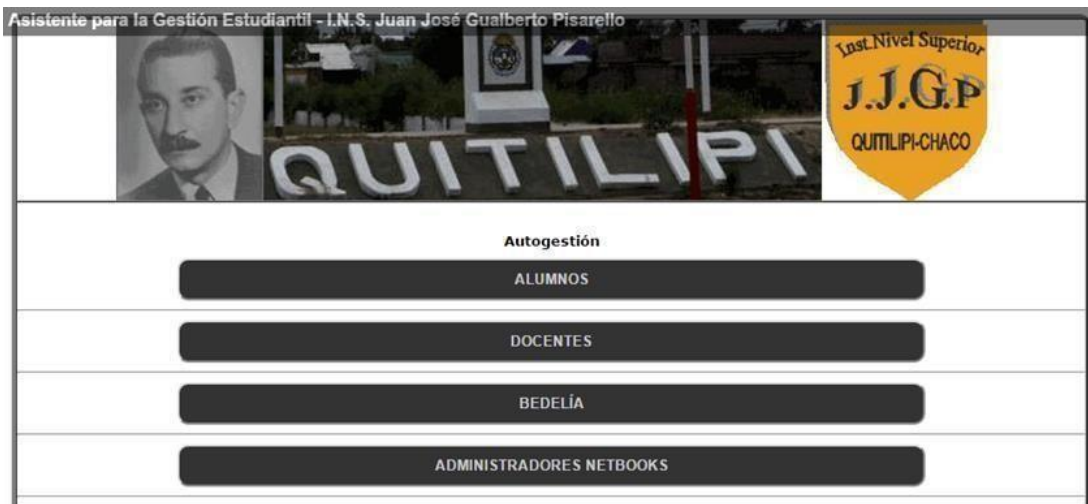 Asistente para la Gestión Estudiantil - I.N.S. Juan José Gualberto Pisarello
Inst. Nivel Superior
J.J.G.P
QUITILIPI-CHACO
QUITILIPI
Autogestión
ALUMNOS
DOCENTES
BEDELÍA
ADMINISTRADORES NETBOOKS